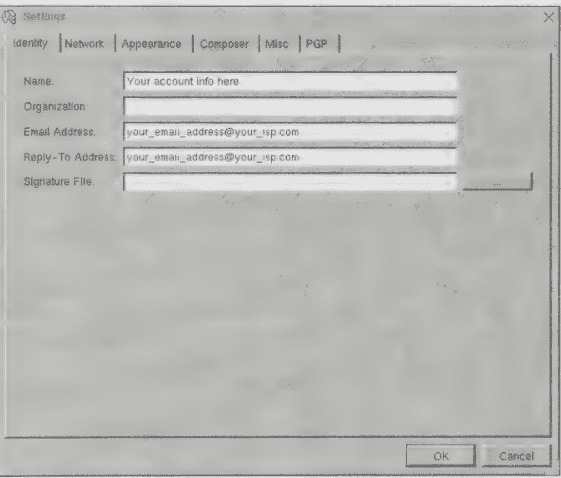 Settings
Identity Network Appearance Composer Misc PGP
Name:
Your account info here
Organization:
Email Address:
your_email_address@your_isp.com
Reply-To Address:
your_email_address@your_isp.com
Signature File:
...
OK Cancel